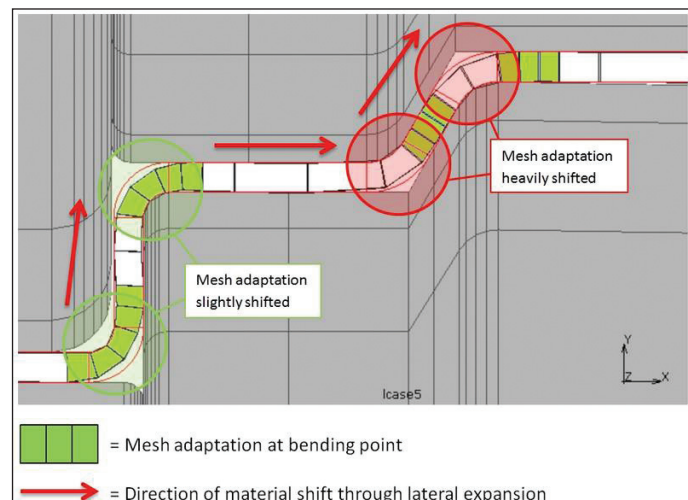 Mesh adaptation
heavily shifted
Mesh adaptation
slightly shifted
Y
Z X
lcase5
= Mesh adaptation at bending point
= Direction of material shift through lateral expansion